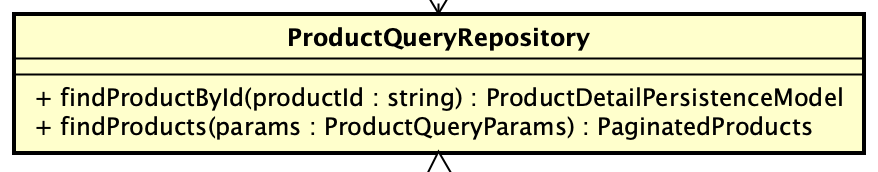 ProductQueryRepository
+ findProductById(productId : string) : ProductDetailPersistenceModel
+ findProducts(params : ProductQueryParams) : PaginatedProducts